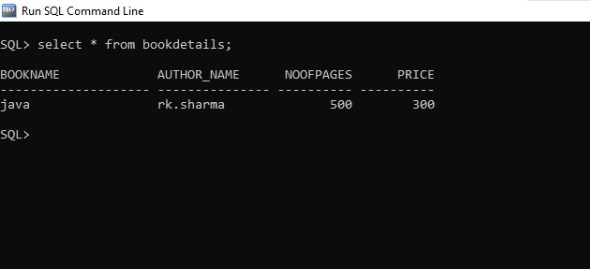 Run SQL Command Line
SQL> select * from bookdetails;
BOOKNAME             AUTHOR_NAME      NOOFPAGES      PRICE
-------------------- --------------- ---------- ----------
java                 rk.sharma              500        300
SQL>